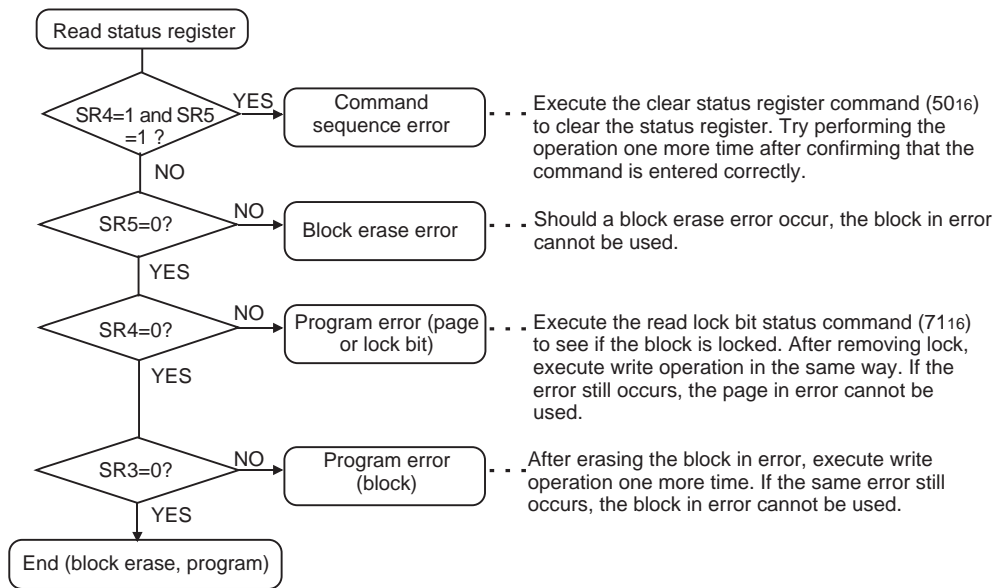 Read status register
SR4=1 and SR5
=1 ?
YES
Command
sequence error
Execute the clear status register command (5016)
to clear the status register. Try performing the
operation one more time after confirming that the
command is entered correctly.
NO
SR5=0?
NO
Block erase error
Should a block erase error occur, the block in error
cannot be used.
YES
SR4=0?
NO
Program error (page
or lock bit)
Execute the read lock bit status command (7116)
to see if the block is locked. After removing lock,
execute write operation in the same way. If the
error still occurs, the page in error cannot be
used.
YES
SR3=0?
NO
Program error
(block)
After erasing the block in error, execute write
operation one more time. If the same error still
occurs, the block in error cannot be used.
YES
End (block erase, program)